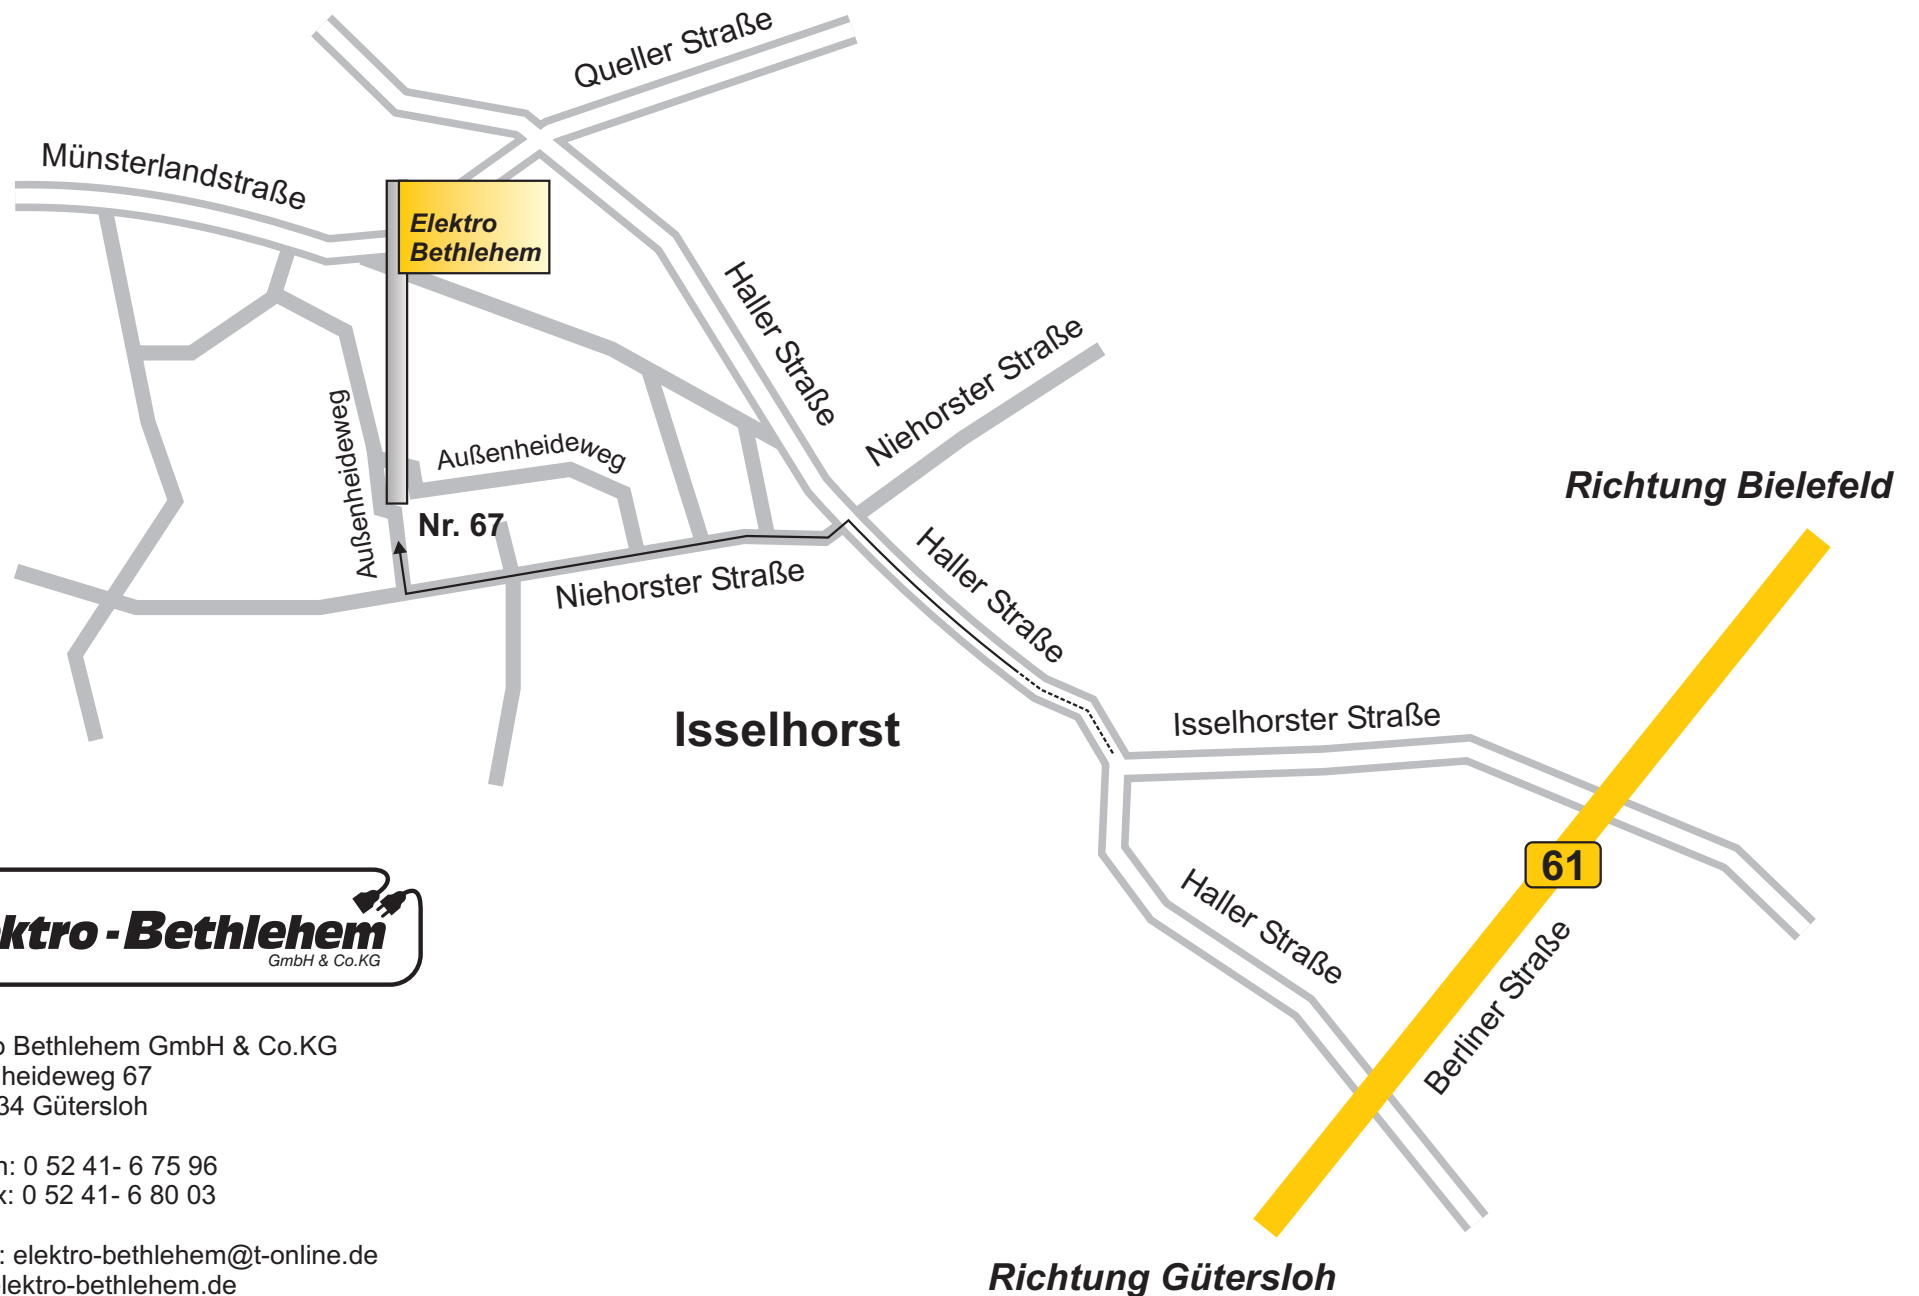 Queller Straße
Münsterlandstraße
Elektro
Bethlehem
Haller Straße
Niehorster Straße
Außenheideweg
Außenheideweg
Richtung Bielefeld
Nr. 67
Haller Straße
Niehorster Straße
Isselhorst
Isselhorster Straße
61
Haller Straße
Berliner Straße
ktro - Bethlehem
GmbH & Co.KG
o Bethlehem GmbH & Co.KG
heideweg 67
34 Gütersloh
n: 0 52 41- 6 75 96
x: 0 52 41- 6 80 03
: elektro-bethlehem@t-online.de
elektro-bethlehem.de
Richtung Gütersloh